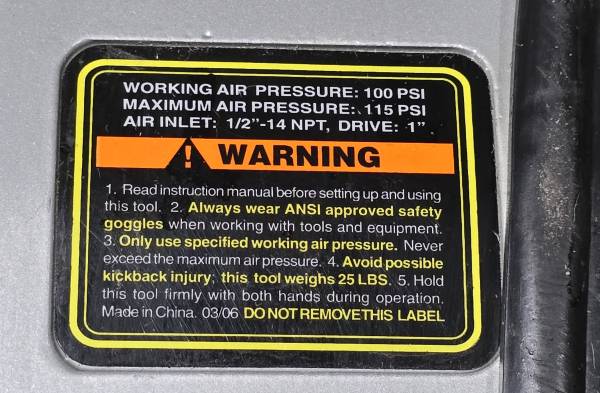 WORKING AIR PRESSURE: 100 PSI
MAXIMUM AIR PRESSURE: 115 PSI
AIR INLET: 1/2"-14 NPT, DRIVE: 1"
WARNING
1. Read instruction manual before setting up and using
this tool. 2. Always wear ANSI approved safety
goggles when working with tools and equipment.
3. Only use specified working air pressure. Never
exceed the maximum air pressure. 4. Avoid possible
kickback injury; this tool weighs 25 LBS. 5. Hold
this tool firmly with both hands during operation.
Made in China. 03/06 DO NOT REMOVE THIS LABEL